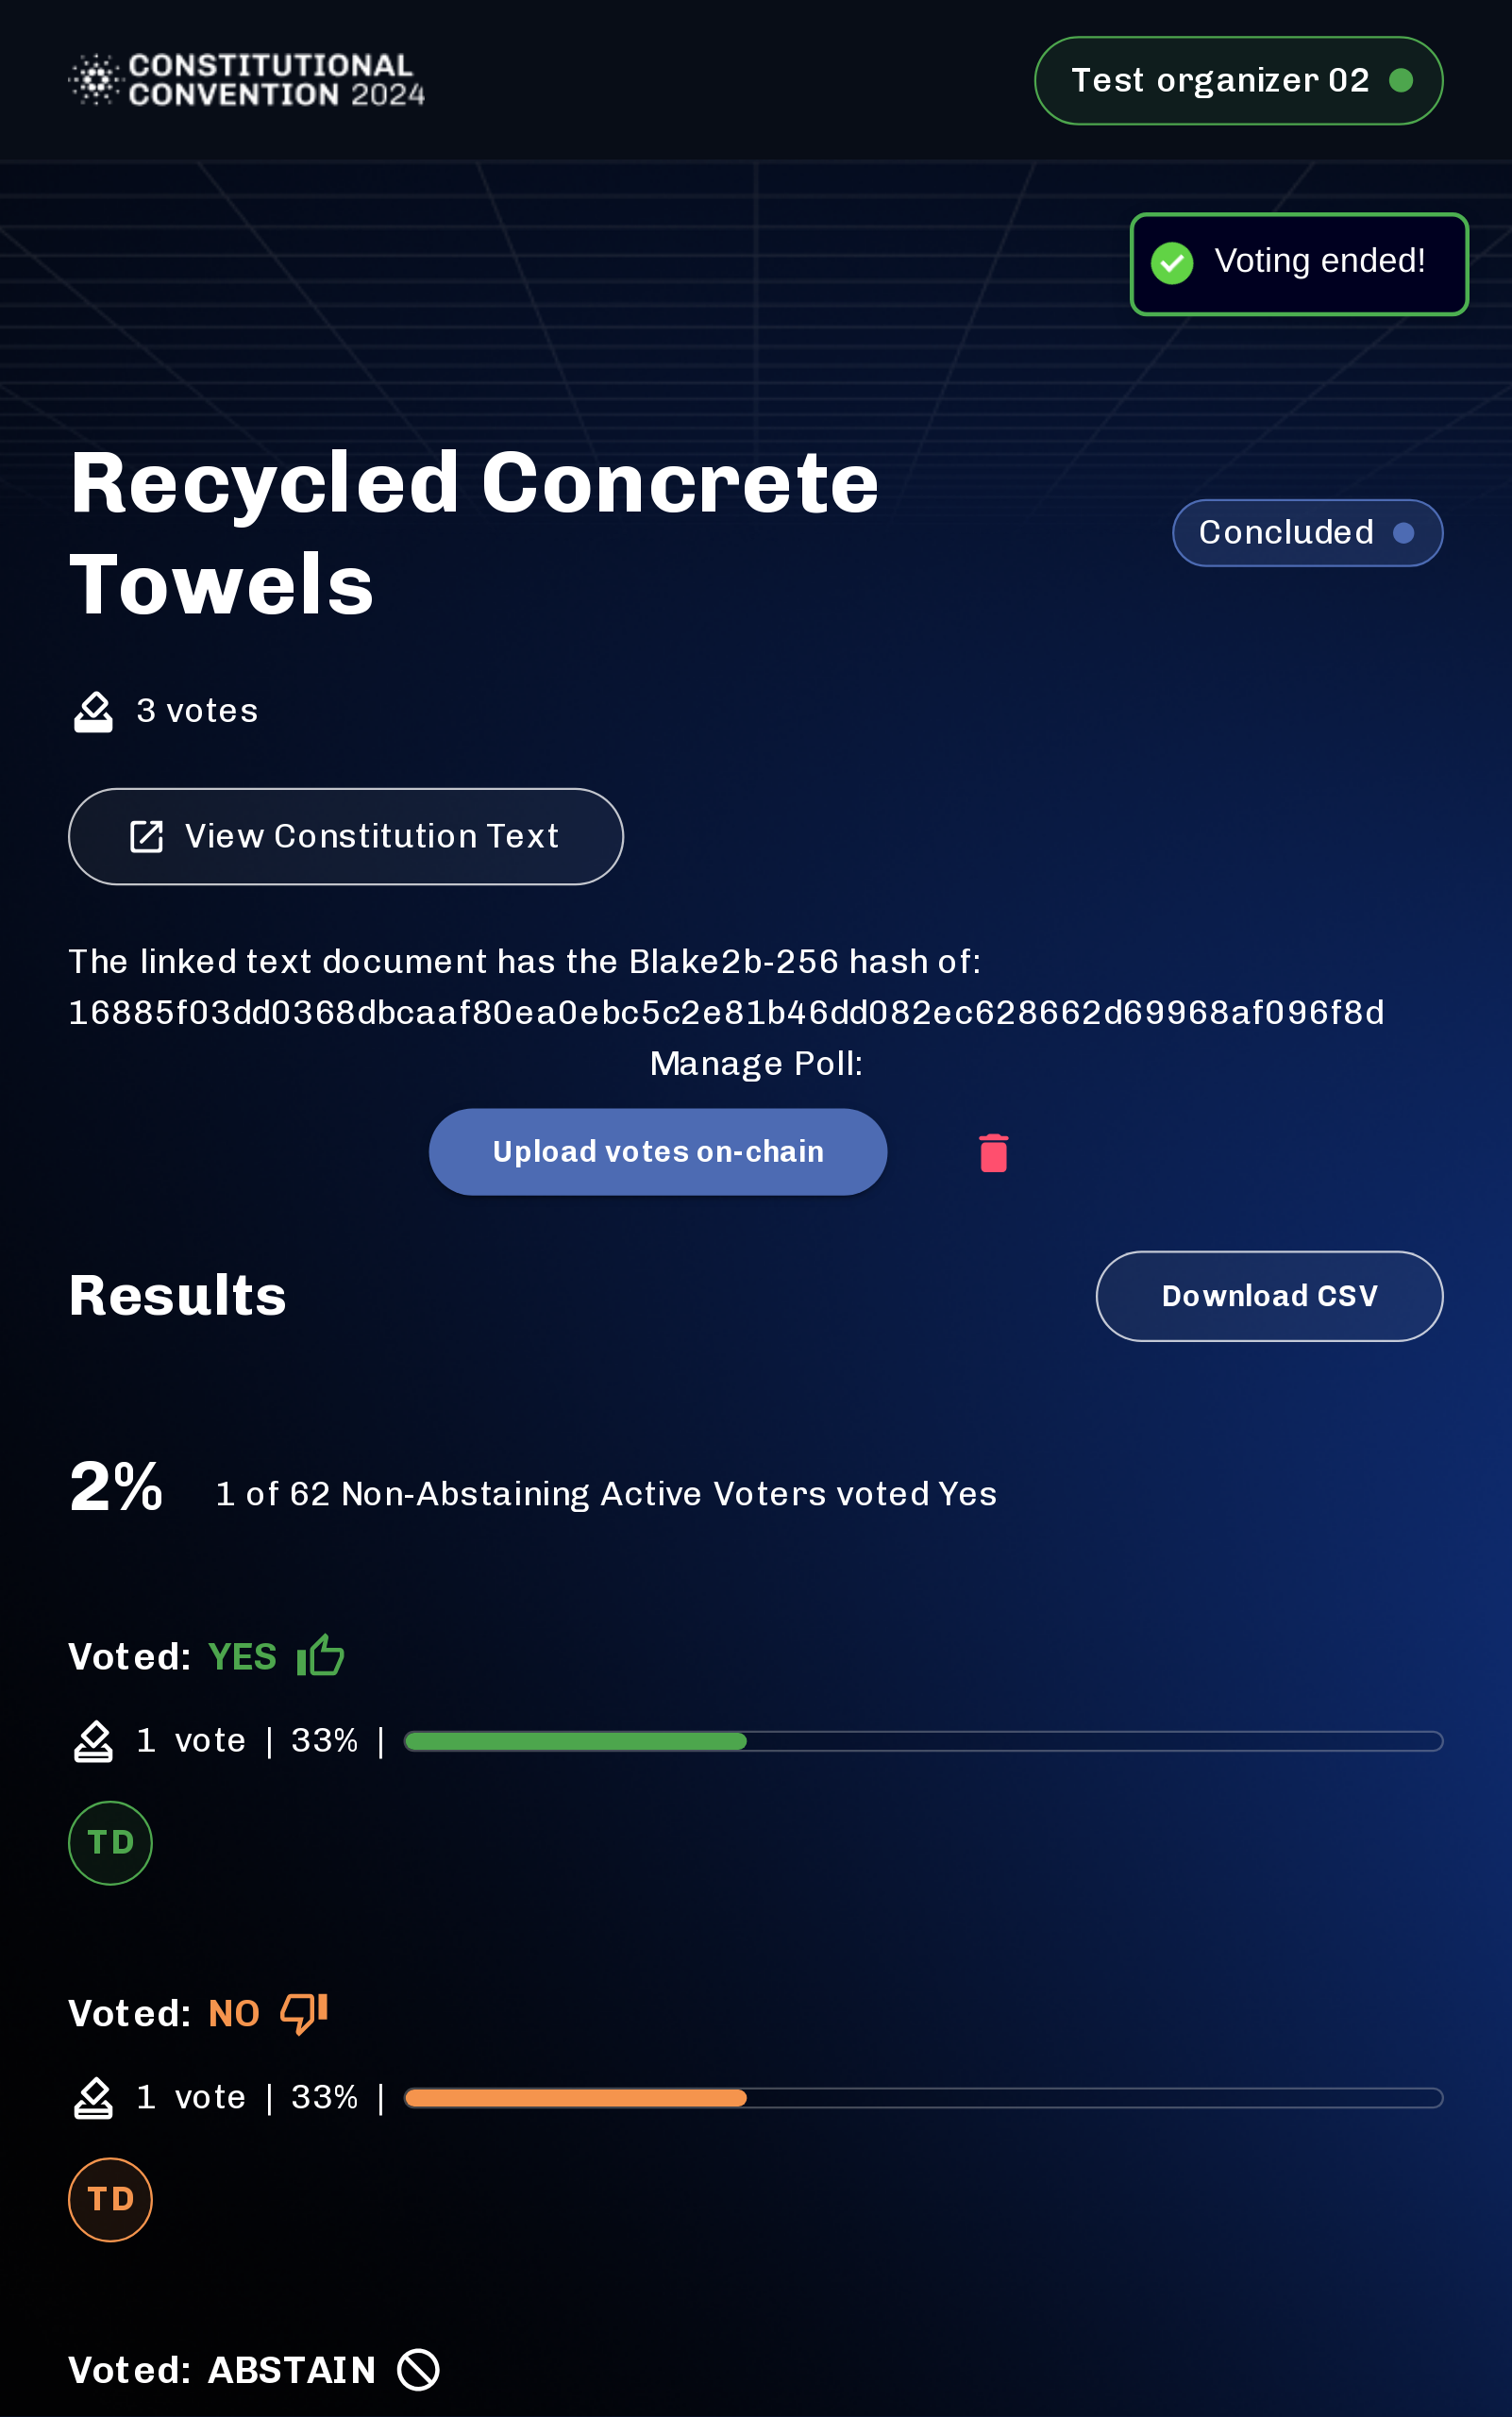 CONSTITUTIONAL
CONVENTION 2024
Test organizer 02
Voting ended!
Recycled Concrete
Towels
Concluded
3 votes
View Constitution Text
The linked text document has the Blake2b-256 hash of:
16885f03dd0368dbcaaf80ea0ebc5c2e81b46dd082ec628662d69968af096f8d
Manage Poll:
Upload votes on-chain
Results
Download CSV
2%
1 of 62 Non-Abstaining Active Voters voted Yes
Voted: YES
1 vote | 33% |
TD
Voted: NO
1 vote | 33% |
TD
Voted: ABSTAIN